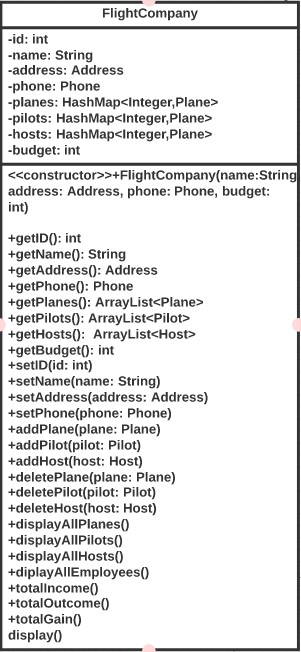 FlightCompany
-id: int
-name: String
-address: Address
-phone: Phone
-planes: HashMap<Integer,Plane>
-pilots: HashMap<Integer,Plane>
-hosts: HashMap<Integer,Plane>
-budget: int
<<constructor>>+FlightCompany(name:String
address: Address, phone: Phone, budget:
int)
+getID(): int
+getName(): String
+getAddress(): Address
+getPhone(): Phone
+getPlanes(): ArrayList<Plane>
+getPilots(): ArrayList<Pilot>
+getHosts():  ArrayList<Host>
+getBudget(): int
+setID(id: int)
+setName(name: String)
+setAddress(address: Address)
+setPhone(phone: Phone)
+addPlane(plane: Plane)
+addPilot(pilot: Pilot)
+addHost(host: Host)
+deletePlane(plane: Plane)
+deletePilot(pilot: Pilot)
+deleteHost(host: Host)
+displayAllPlanes()
+displayAllPilots()
+displayAllHosts()
+diplayAllEmployees()
+totalIncome()
+totalOutcome()
+totalGain()
display()